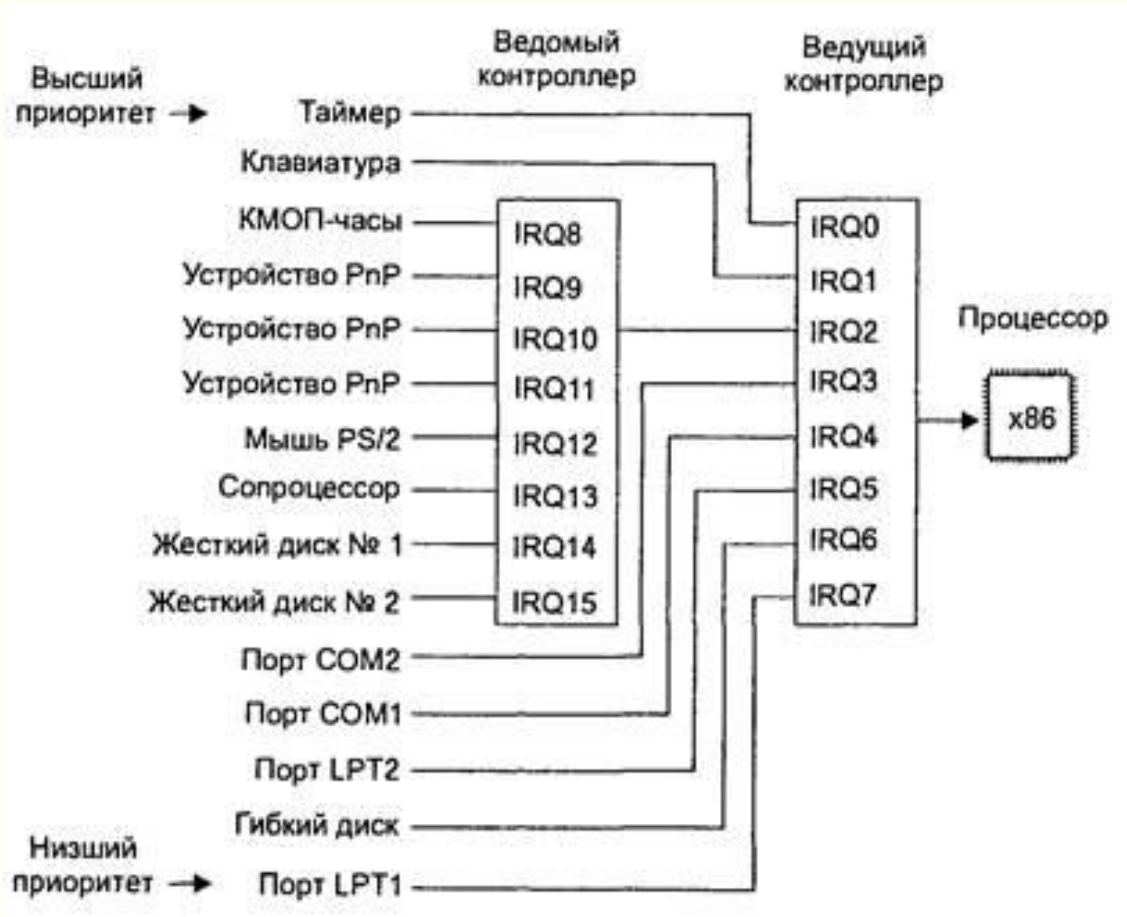 Ведомый
контроллер
Ведущий
контроллер
Высший
приоритет
Таймер
Клавиатура
КМОП-часы
Устройство PnP
Устройство PnP
Устройство PnP
Мышь PS/2
Сопроцессор
Жесткий диск № 1
Жесткий диск № 2
Порт COM2
Порт COM1
Порт LPT2
Гибкий диск
Низший
приоритет
Порт LPT1
IRQ8
IRQ9
IRQ10
IRQ11
IRQ12
IRQ13
IRQ14
IRQ15
IRQ0
IRQ1
IRQ2
IRQ3
IRQ4
IRQ5
IRQ6
IRQ7
Процессор
x86